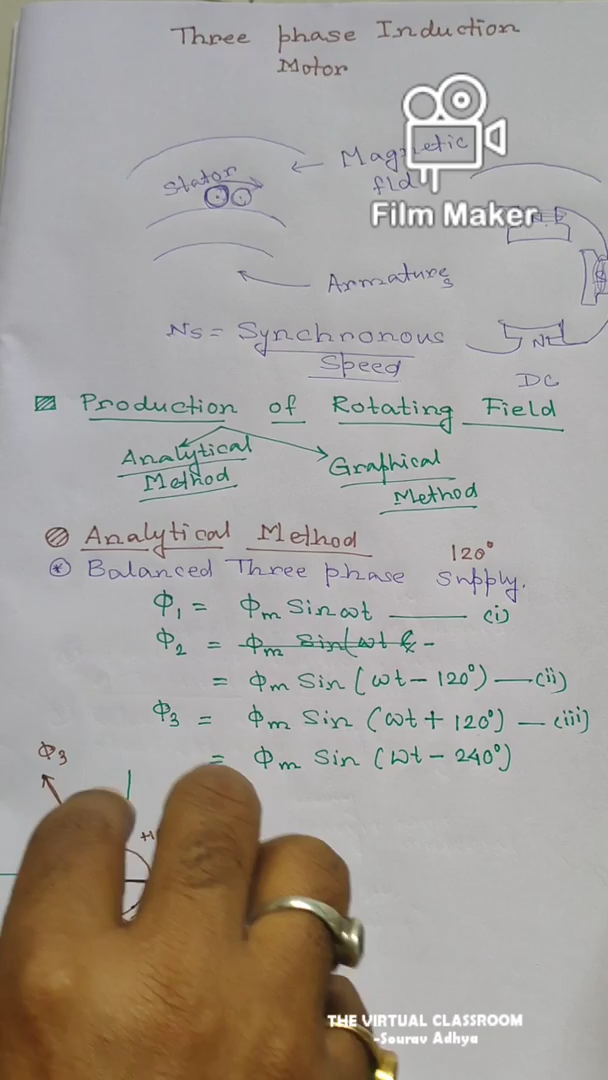 Three phase Induction
Motor
Stator
Magnetic
fld
Film Maker
Armatures
Ns = Synchronous
Speed
DC
Production of Rotating Field
Analytical
Method
Graphical
Method
Analytical Method
120°
Balanced Three phase Supply.
Φ₁ = Φm Sin ωt —— (i)
Φ₂ = Φm Sin(ωt
= Φm Sin (ωt – 120°) —(ii)
Φ₃ = Φm Sin (ωt + 120°) — (iii)
= Φm Sin (ωt – 240°)
Φ₃
THE VIRTUAL CLASSROOM
-Sourav Adhya